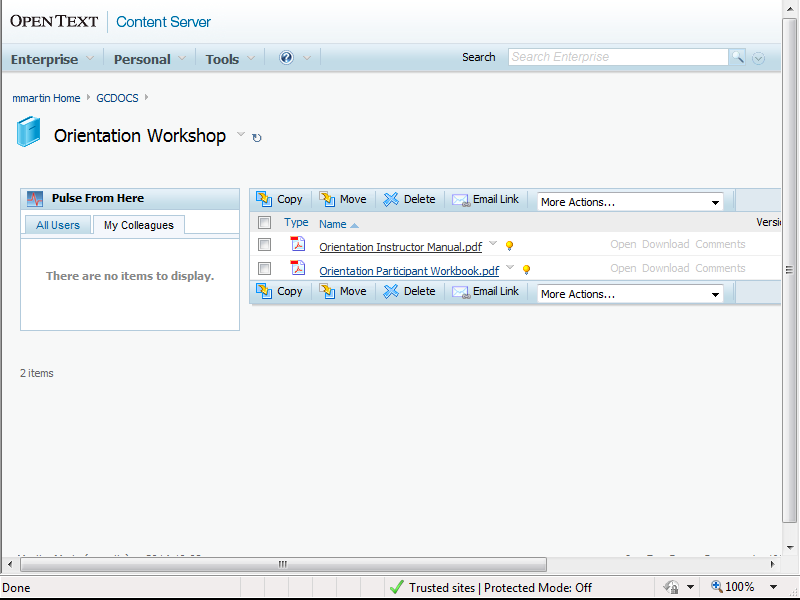 OPENTEXT Content Server
Enterprise Personal Tools Search Search Enterprise
mmartin Home GCDOCS
Orientation Workshop
Pulse From Here
All Users My Colleagues
There are no items to display.
Copy Move Delete Email Link More Actions...
Type Name Versi
Orientation Instructor Manual.pdf Open Download Comments
Orientation Participant Workbook.pdf Open Download Comments
Copy Move Delete Email Link More Actions...
2 items
Done Trusted sites | Protected Mode: Off 100%